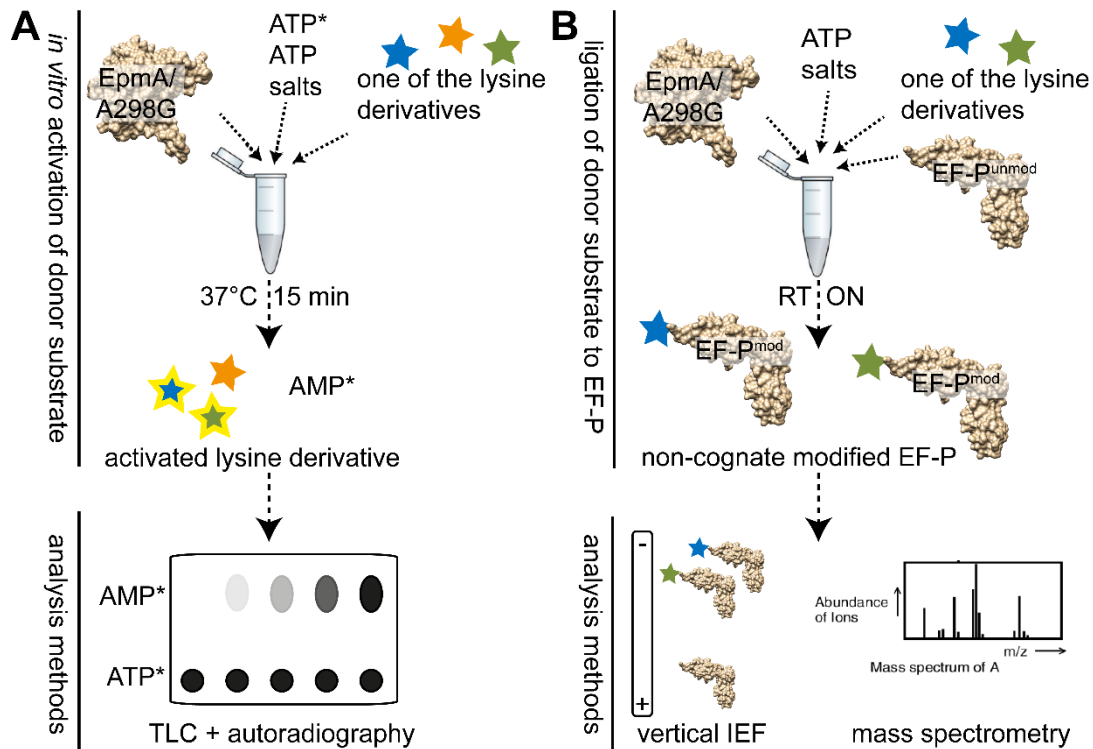 A
in vitro activation of donor substrate
EpmA/
A298G
ATP*
ATP
salts
one of the lysine
derivatives
37°C 15 min
AMP*
activated lysine derivative
analysis methods
AMP*
ATP*
TLC + autoradiography
B
ligation of donor substrate to EF-P
EpmA/
A298G
ATP
salts
one of the lysine
derivatives
EF-Punmod
RT ON
EF-Pmod
EF-Pmod
non-cognate modified EF-P
analysis methods
-
+
vertical IEF
Abundance
of Ions
m/z
Mass spectrum of A
mass spectrometry